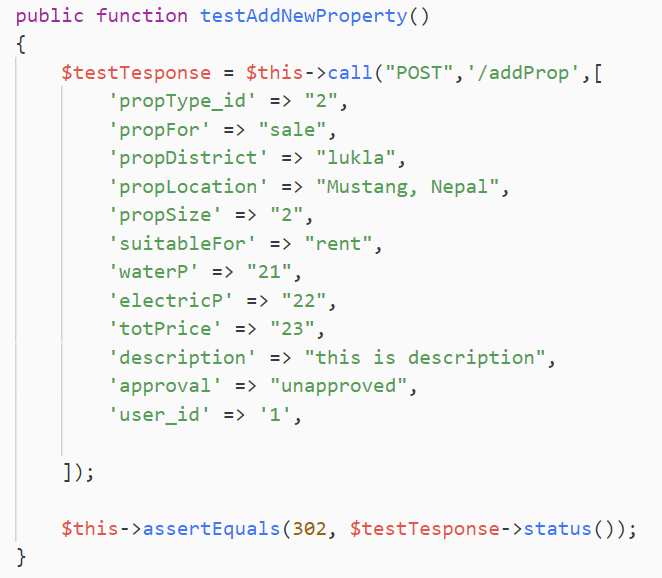 public function testAddNewProperty()
{
    $testTesponse = $this->call("POST",'/addProp',[
        'propType_id' => "2",
        'propFor' => "sale",
        'propDistrict' => "lukla",
        'propLocation' => "Mustang, Nepal",
        'propSize' => "2",
        'suitableFor' => "rent",
        'waterP' => "21",
        'electricP' => "22",
        'totPrice' => "23",
        'description' => "this is description",
        'approval' => "unapproved",
        'user_id' => '1',
    ]);
    $this->assertEquals(302, $testTesponse->status());
}